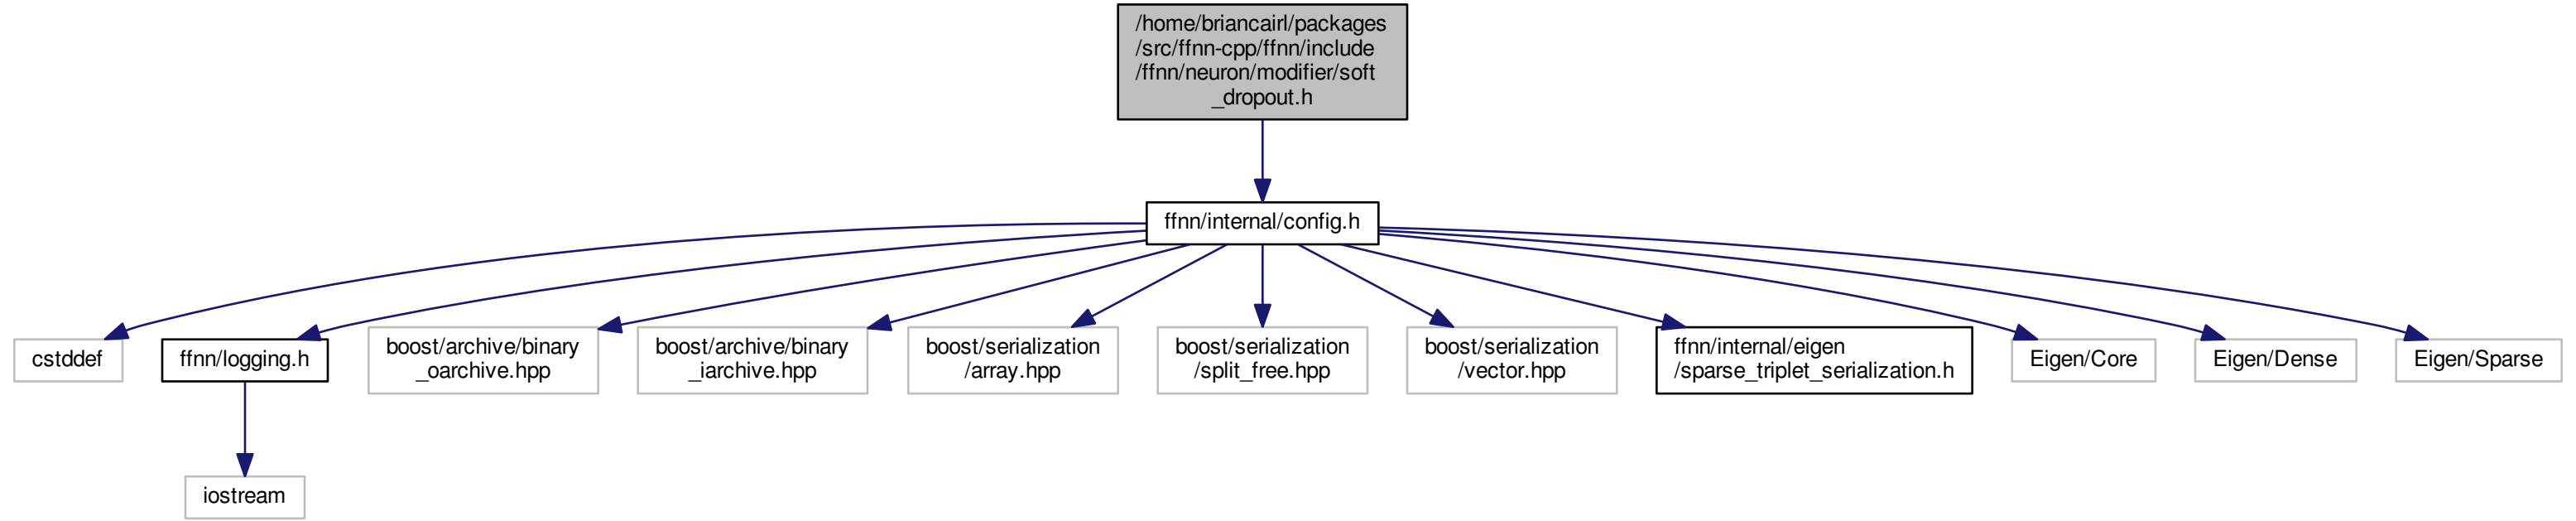 /home/briancairl/packages
/src/ffnn-cpp/ffnn/include
/ffnn/neuron/modifier/soft
_dropout.h
ffnn/internal/config.h
cstddef
ffnn/logging.h
boost/archive/binary
_oarchive.hpp
boost/archive/binary
_iarchive.hpp
boost/serialization
/array.hpp
boost/serialization
/split_free.hpp
boost/serialization
/vector.hpp
ffnn/internal/eigen
/sparse_triplet_serialization.h
Eigen/Core
Eigen/Dense
Eigen/Sparse
iostream